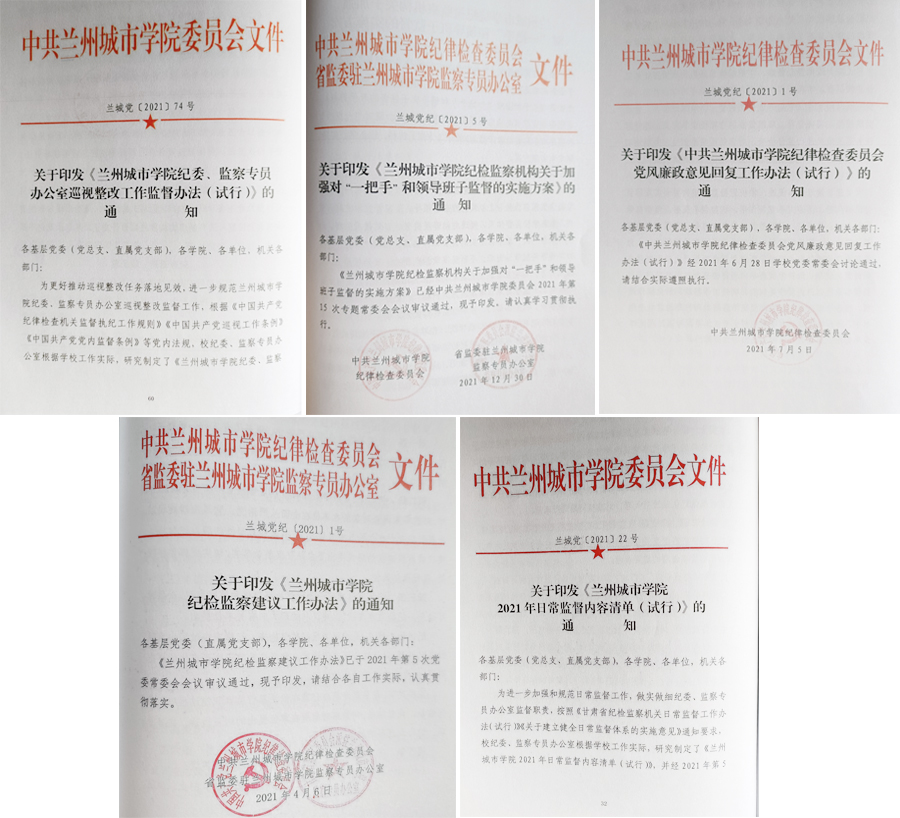 中共兰州城市学院委员会文件
兰城党〔2021〕74号
关于印发《兰州城市学院纪委、监察专员
办公室巡视整改工作监督办法（试行）》的
通 知
各基层党委（党总支、直属党支部），各学院、各单位，机关各
部门：
为更好推动巡视整改任务落地见效，进一步规范兰州城市学
院纪委、监察专员办公室巡视整改监督工作，根据《中国共产党
纪律检查机关监督执纪工作规则》《中国共产党巡视工作条例》
《中国共产党党内监督条例》等党内法规，校纪委、监察专员办
公室根据学校工作实际，研究制定了《兰州城市学院纪委、监察
60
中共兰州城市学院纪律检查委员会
省监委驻兰州城市学院监察专员办公室
文件
兰城党纪〔2021〕5号
关于印发《兰州城市学院纪检监察机构关于加
强对“一把手”和领导班子监督的实施方案》的
通 知
各基层党委（党总支、直属党支部），各学院、各单位，机关各
部门：
《兰州城市学院纪检监察机构关于加强对“一把手”和领导
班子监督的实施方案》已经中共兰州城市学院委员会2021年第
15次专题常委会会议审议通过，现予印发，请认真学习贯彻执
行。
中共兰州城市学院
纪律检查委员会
省监委驻兰州城市学院
监察专员办公室
2021年12月30日
中共兰州城市学院纪律检查委员会文件
兰城党纪〔2021〕1号
关于印发《中共兰州城市学院纪律检查委员会
党风廉政意见回复工作办法（试行）》的
通 知
各基层党委（党总支、直属党支部），各学院、各单位，机关各部门：
《中共兰州城市学院纪律检查委员会党风廉政意见回复工作
办法（试行）》经2021年6月28日学校党委常委会讨论通过，
请结合实际遵照执行。
中共兰州城市学院纪律检查委员会
2021年7月5日
中共兰州城市学院纪律检查委员会
省监委驻兰州城市学院监察专员办公室
文件
兰城党纪〔2021〕1号
关于印发《兰州城市学院
纪检监察建议工作办法》的通知
各基层党委（直属党支部），各学院、各单位，机关各部门：
《兰州城市学院纪检监察建议工作办法》已于2021年第5次党
委常委会会议审议通过，现予印发，请结合各自工作实际，认真贯
彻落实。
中共兰州城市学院纪律检查委员会
省监委驻兰州城市学院监察专员办公室
2021年4月6日
中共兰州城市学院委员会文件
兰城党〔2021〕22号
关于印发《兰州城市学院
2021年日常监督内容清单（试行）》的
通 知
各基层党委（党总支、直属党支部），各学院、各单位，机关各
部门：
为进一步加强和规范日常监督工作，做实做细纪委、监察专
员办公室监督职责，按照《甘肃省纪检监察机关日常监督工作办
法（试行）》《关于建立健全日常监督体系的实施意见》通知要求，
校纪委、监察专员办公室根据学校工作实际，研究制定了《兰州
城市学院2021年日常监督内容清单（试行）》，并经2021年第5
32